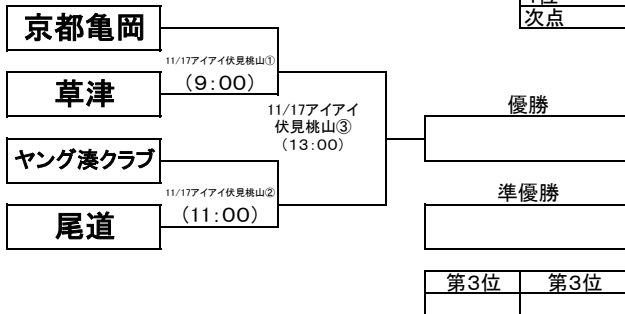 次点
京都亀岡
11/17アイアイ伏見桃山①
(9:00)
草津
11/17アイアイ
伏見桃山③
(13:00)
優勝
ヤング湊クラブ
11/17アイアイ伏見桃山②
(11:00)
尾道
準優勝
第3位 第3位